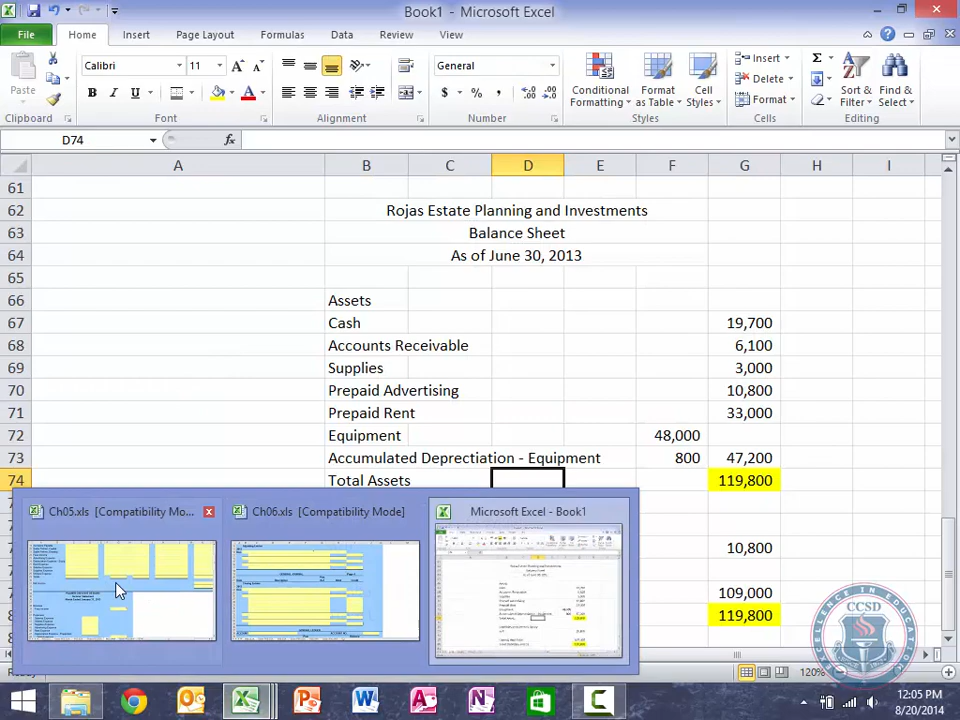 Book1 - Microsoft Excel
File Home Insert Page Layout Formulas Data Review View
Paste
Calibri 11
General
Conditional Formatting
Format as Table
Cell Styles
Insert
Delete
Format
Sort & Filter
Find & Select
Clipboard Font Alignment Number Styles Cells Editing
D74 fx
A B C D E F G H I
61
62 Rojas Estate Planning and Investments
63 Balance Sheet
64 As of June 30, 2013
65
66 Assets
67 Cash 19,700
68 Accounts Receivable 6,100
69 Supplies 3,000
70 Prepaid Advertising 10,800
71 Prepaid Rent 33,000
72 Equipment 48,000
73 Accumulated Depreciation - Equipment 800 47,200
74 Total Assets 119,800
Ch05.xls [Compatibility Mo...
Ch06.xls [Compatibility Mode]
Microsoft Excel - Book1
10,800
109,000
119,800
CCSD
120%
12:05 PM
8/20/2014